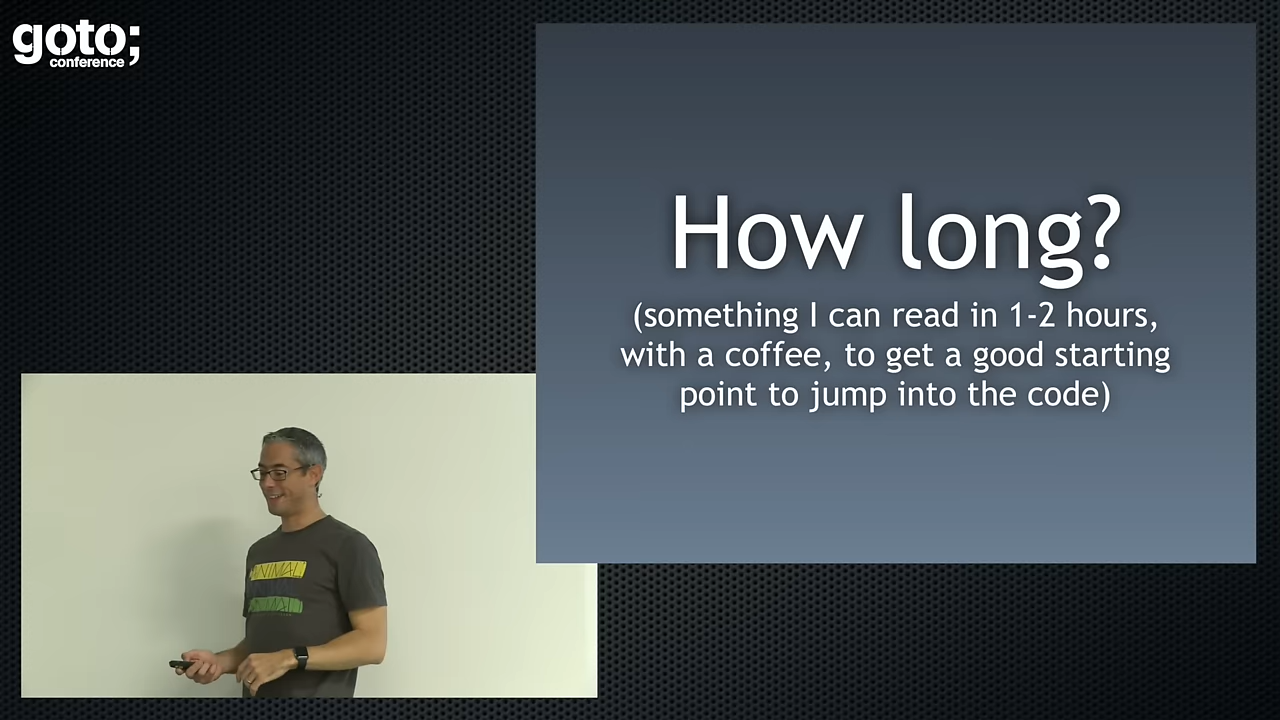 goto;
conference
How long?
(something I can read in 1-2 hours,
with a coffee, to get a good starting
point to jump into the code)
MINIMAL